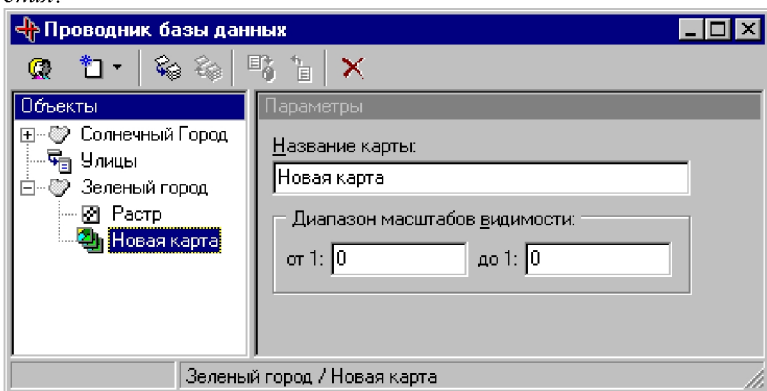 Проводник базы данных
Объекты
Параметры
Солнечный Город
Улицы
Зеленый город
Растр
Новая карта
Название карты:
Новая карта
Диапазон масштабов видимости:
от 1: 0 до 1: 0
Зеленый город / Новая карта